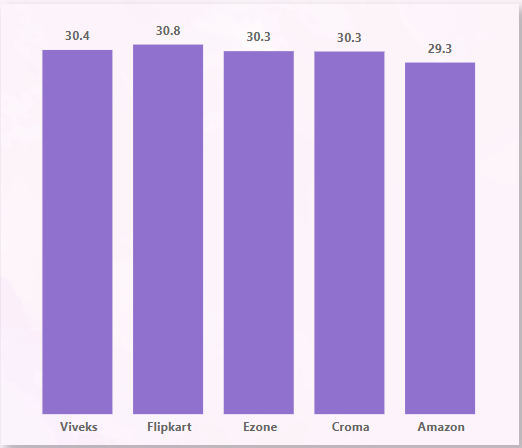 30.4
30.8
30.3
30.3
29.3
Viveks
Flipkart
Ezone
Croma
Amazon